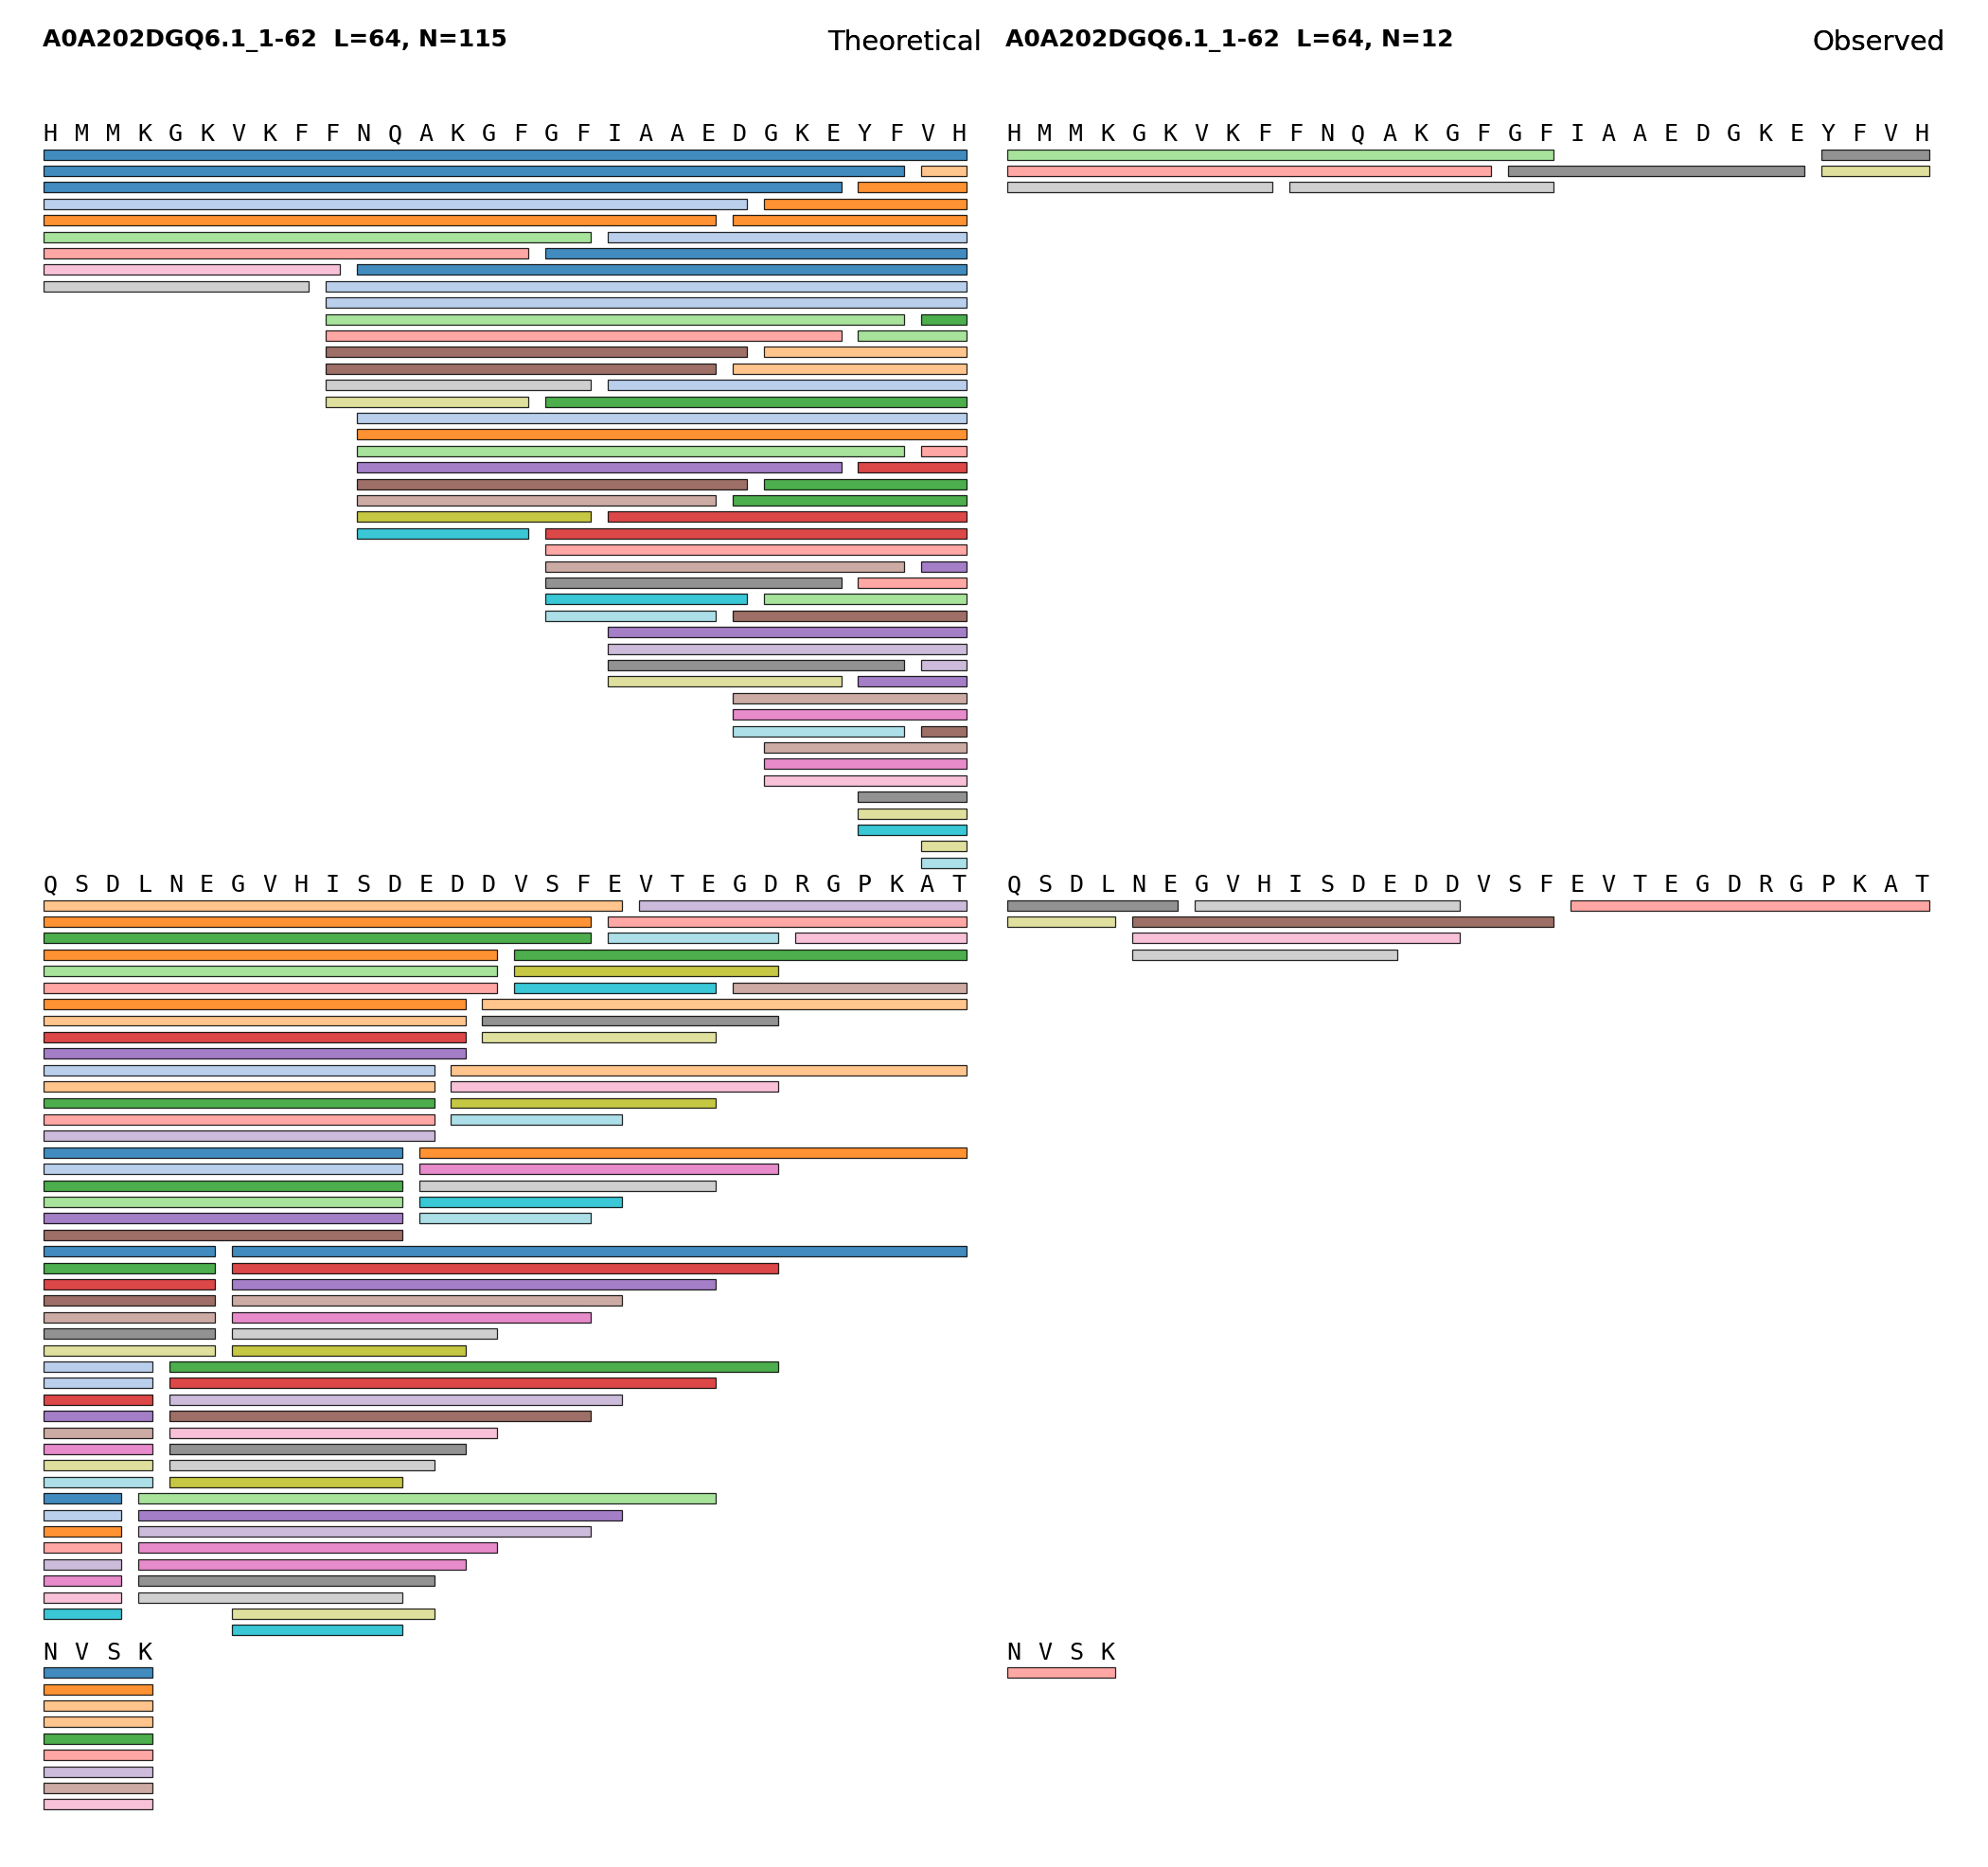 A0A202DGQ6.1_1-62 L=64, N=115 Theoretical
A0A202DGQ6.1_1-62 L=64, N=12 Observed
H M M K G K V K F F N Q A K G F G F I A A E D G K E Y F V H
H M M K G K V K F F N Q A K G F G F I A A E D G K E Y F V H
Q S D L N E G V H I S D E D D V S F E V T E G D R G P K A T
Q S D L N E G V H I S D E D D V S F E V T E G D R G P K A T
N V S K
N V S K